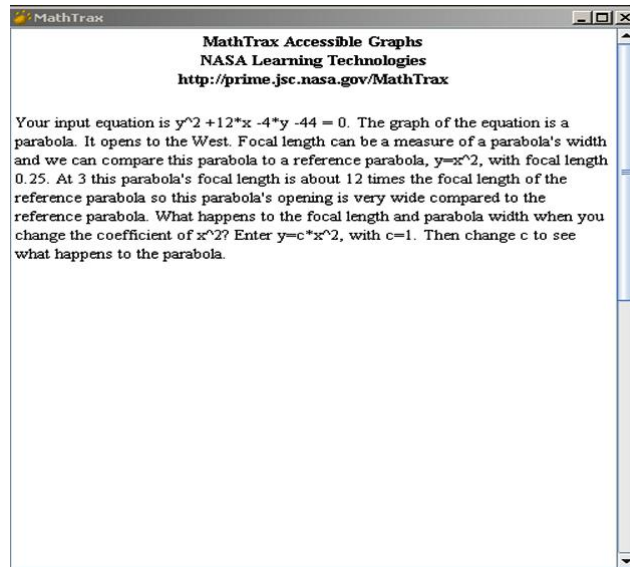 MathTrax
MathTrax Accessible Graphs
NASA Learning Technologies
http://prime.jsc.nasa.gov/MathTrax
Your input equation is y^2 +12*x -4*y -44 = 0. The graph of the equation is a
parabola. It opens to the West. Focal length can be a measure of a parabola's width
and we can compare this parabola to a reference parabola, y=x^2, with focal length
0.25. At 3 this parabola's focal length is about 12 times the focal length of the
reference parabola so this parabola's opening is very wide compared to the
reference parabola. What happens to the focal length and parabola width when you
change the coefficient of x^2? Enter y=c*x^2, with c=1. Then change c to see
what happens to the parabola.